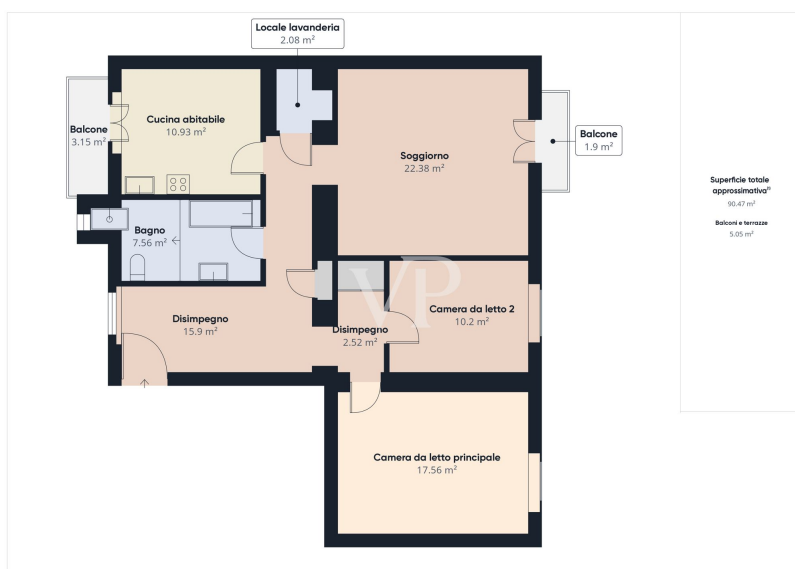 Locale lavanderia
2.08 m²
Cucina abitabile
10.93 m²
Balcone
3.15 m²
Soggiorno
22.38 m²
Balcone
1.9 m²
Bagno
7.56 m²
Disimpegno
15.9 m²
Disimpegno
2.52 m²
Camera da letto 2
10.2 m²
Camera da letto principale
17.56 m²
VP
Superficie totale
approssimativa
90.47 m²
Balconi e terrazze
5.05 m²